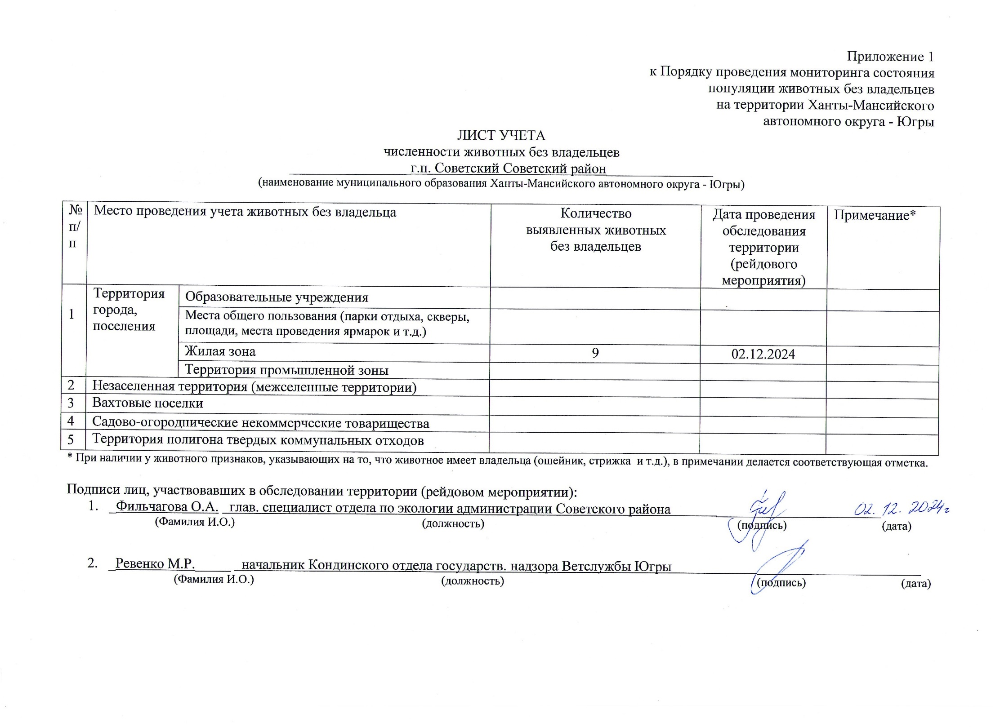 Приложение 1
к Порядку проведения мониторинга состояния
популяции животных без владельцев
на территории Ханты-Мансийского
автономного округа - Югры
ЛИСТ УЧЕТА
численности животных без владельцев
г.п. Советский Советский район
(наименование муниципального образования Ханты-Мансийского автономного округа - Югры)
№ п/п
Место проведения учета животных без владельца
Количество
выявленных животных
без владельцев
Дата проведения
обследования
территории
(рейдового
мероприятия)
Примечание*
1
Территория
города,
поселения
Образовательные учреждения
Места общего пользования (парки отдыха, скверы,
площади, места проведения ярмарок и т.д.)
Жилая зона 9 02.12.2024
Территория промышленной зоны
2 Незаселенная территория (межселенные территории)
3 Вахтовые поселки
4 Садово-огороднические некоммерческие товарищества
5 Территория полигона твердых коммунальных отходов
* При наличии у животного признаков, указывающих на то, что животное имеет владельца (ошейник, стрижка и т.д.), в примечании делается соответствующая отметка.
Подписи лиц, участвовавших в обследовании территории (рейдовом мероприятии):
1. Фильчагова О.А. глав. специалист отдела по экологии администрации Советского района 02.12.2024г
(Фамилия И.О.) (должность) (подпись) (дата)
2. Ревенко М.Р. начальник Кондинского отдела государств. надзора Ветслужбы Югры
(Фамилия И.О.) (должность) (подпись) (дата)